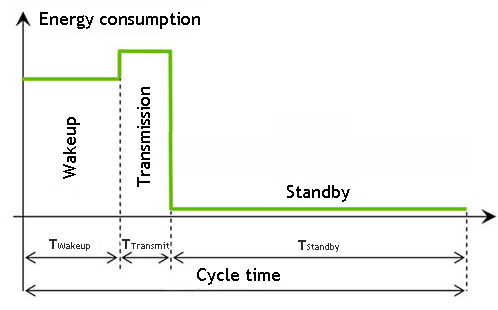 Energy consumption
Wakeup
Transmission
Standby
TWakeup
TTransmit
TStandby
Cycle time